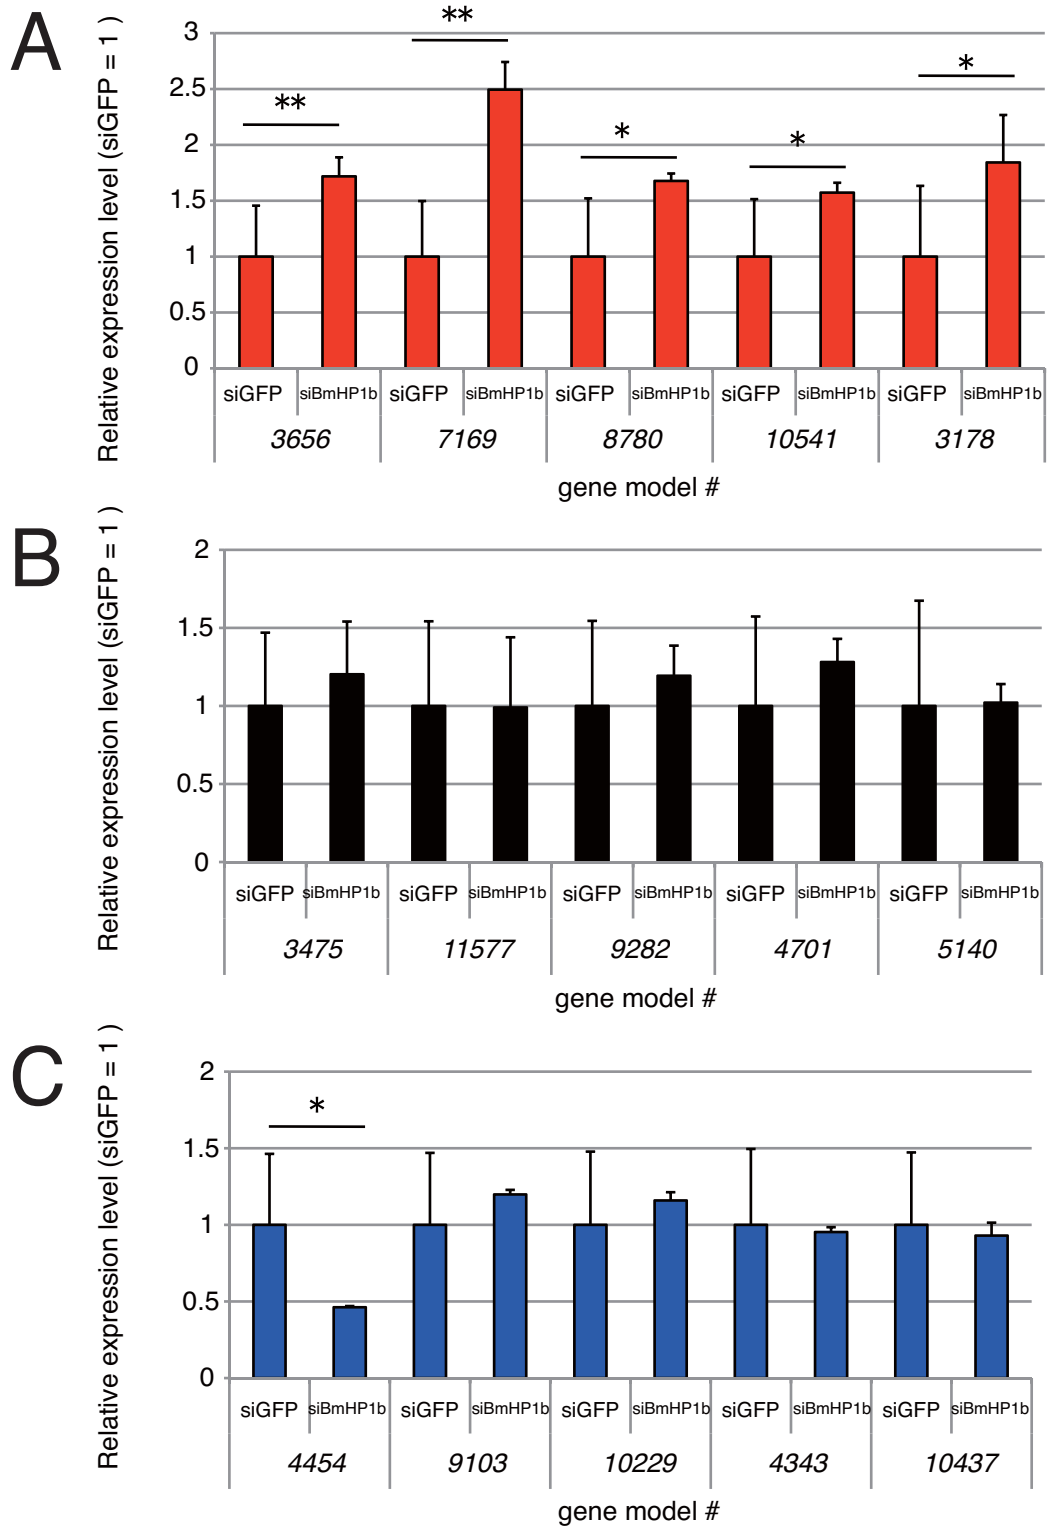 A
Relative expression level (siGFP = 1 )
3
2.5
2
1.5
1
0.5
0
** ** * * *
siGFP siBmHP1b siGFP siBmHP1b siGFP siBmHP1b siGFP siBmHP1b siGFP siBmHP1b
3656 7169 8780 10541 3178
gene model #
B
Relative expression level (siGFP = 1 )
2
1.5
1
0.5
0
siGFP siBmHP1b siGFP siBmHP1b siGFP siBmHP1b siGFP siBmHP1b siGFP siBmHP1b
3475 11577 9282 4701 5140
gene model #
C
Relative expression level (siGFP = 1 )
2
1.5
1
0.5
0
*
siGFP siBmHP1b siGFP siBmHP1b siGFP siBmHP1b siGFP siBmHP1b siGFP siBmHP1b
4454 9103 10229 4343 10437
gene model #